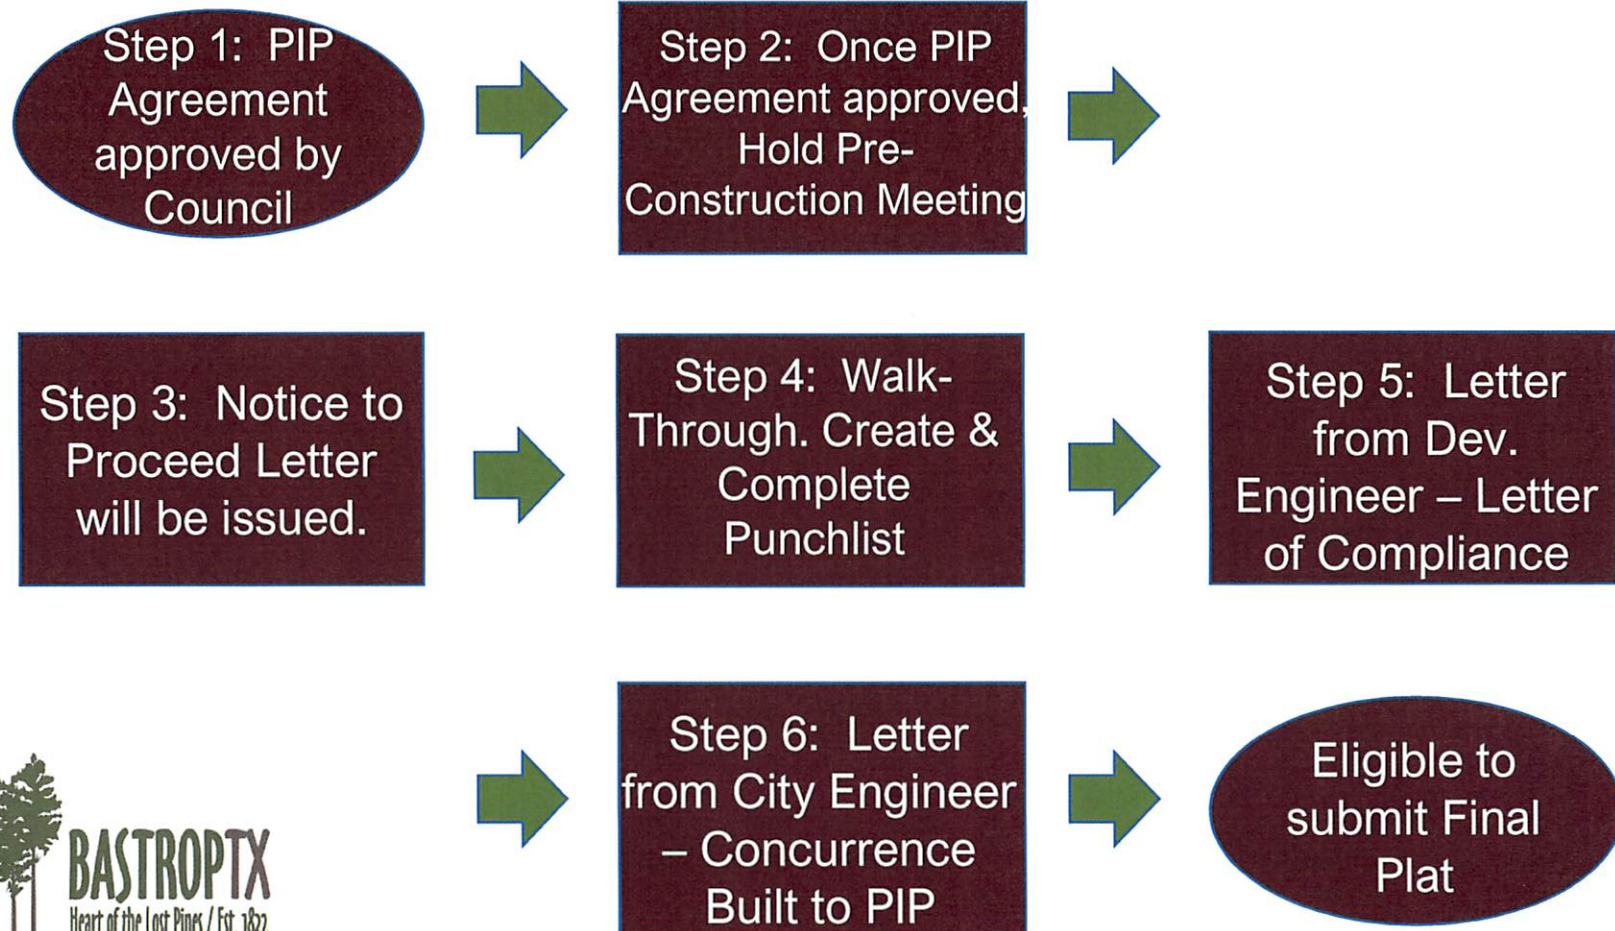 Step 1: PIP
Agreement
approved by
Council
Step 2: Once PIP
Agreement approved,
Hold Pre-
Construction Meeting
Step 3: Notice to
Proceed Letter
will be issued.
Step 4: Walk-
Through. Create &
Complete
Punchlist
Step 5: Letter
from Dev.
Engineer – Letter
of Compliance
Step 6: Letter
from City Engineer
– Concurrence
Built to PIP
Eligible to
submit Final
Plat
BASTROPTX
Heart of the Lost Pines / Est. 1832